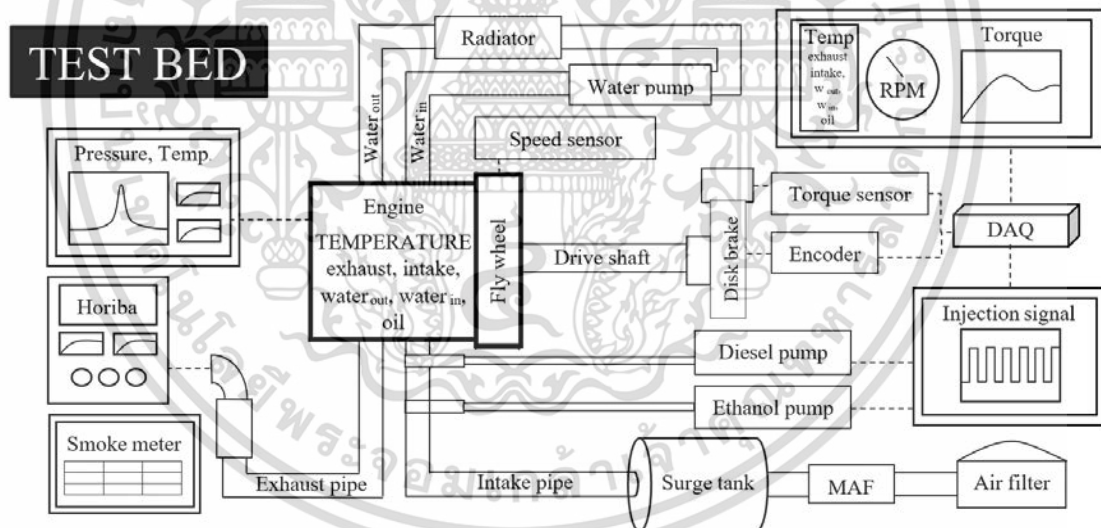 TEST BED
Radiator
Water pump
Water out
Water in
Speed sensor
Temp
exhaust
intake,
w out,
w in,
oil
RPM
Torque
Pressure, Temp.
Engine
TEMPERATURE
exhaust, intake,
water out, water in,
oil
Fly wheel
Drive shaft
Disk brake
Torque sensor
Encoder
DAQ
Horiba
Injection signal
Diesel pump
Ethanol pump
Smoke meter
Exhaust pipe
Intake pipe
Surge tank
MAF
Air filter